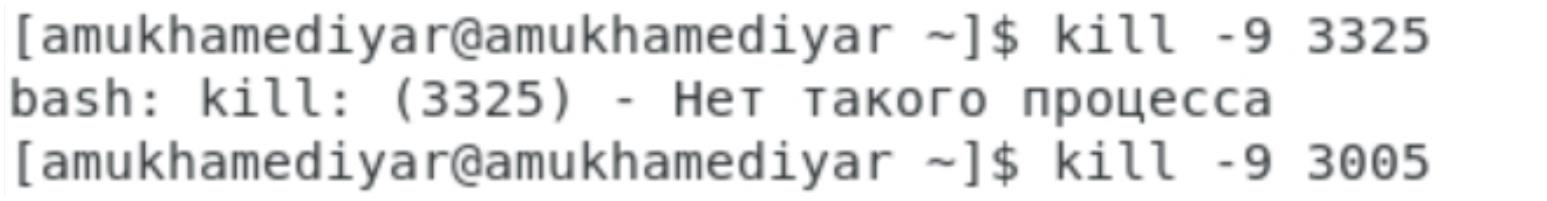 [amukhamediyar@amukhamediyar ~]$ kill -9 3325
bash: kill: (3325) - Нет такого процесса
[amukhamediyar@amukhamediyar ~]$ kill -9 3005